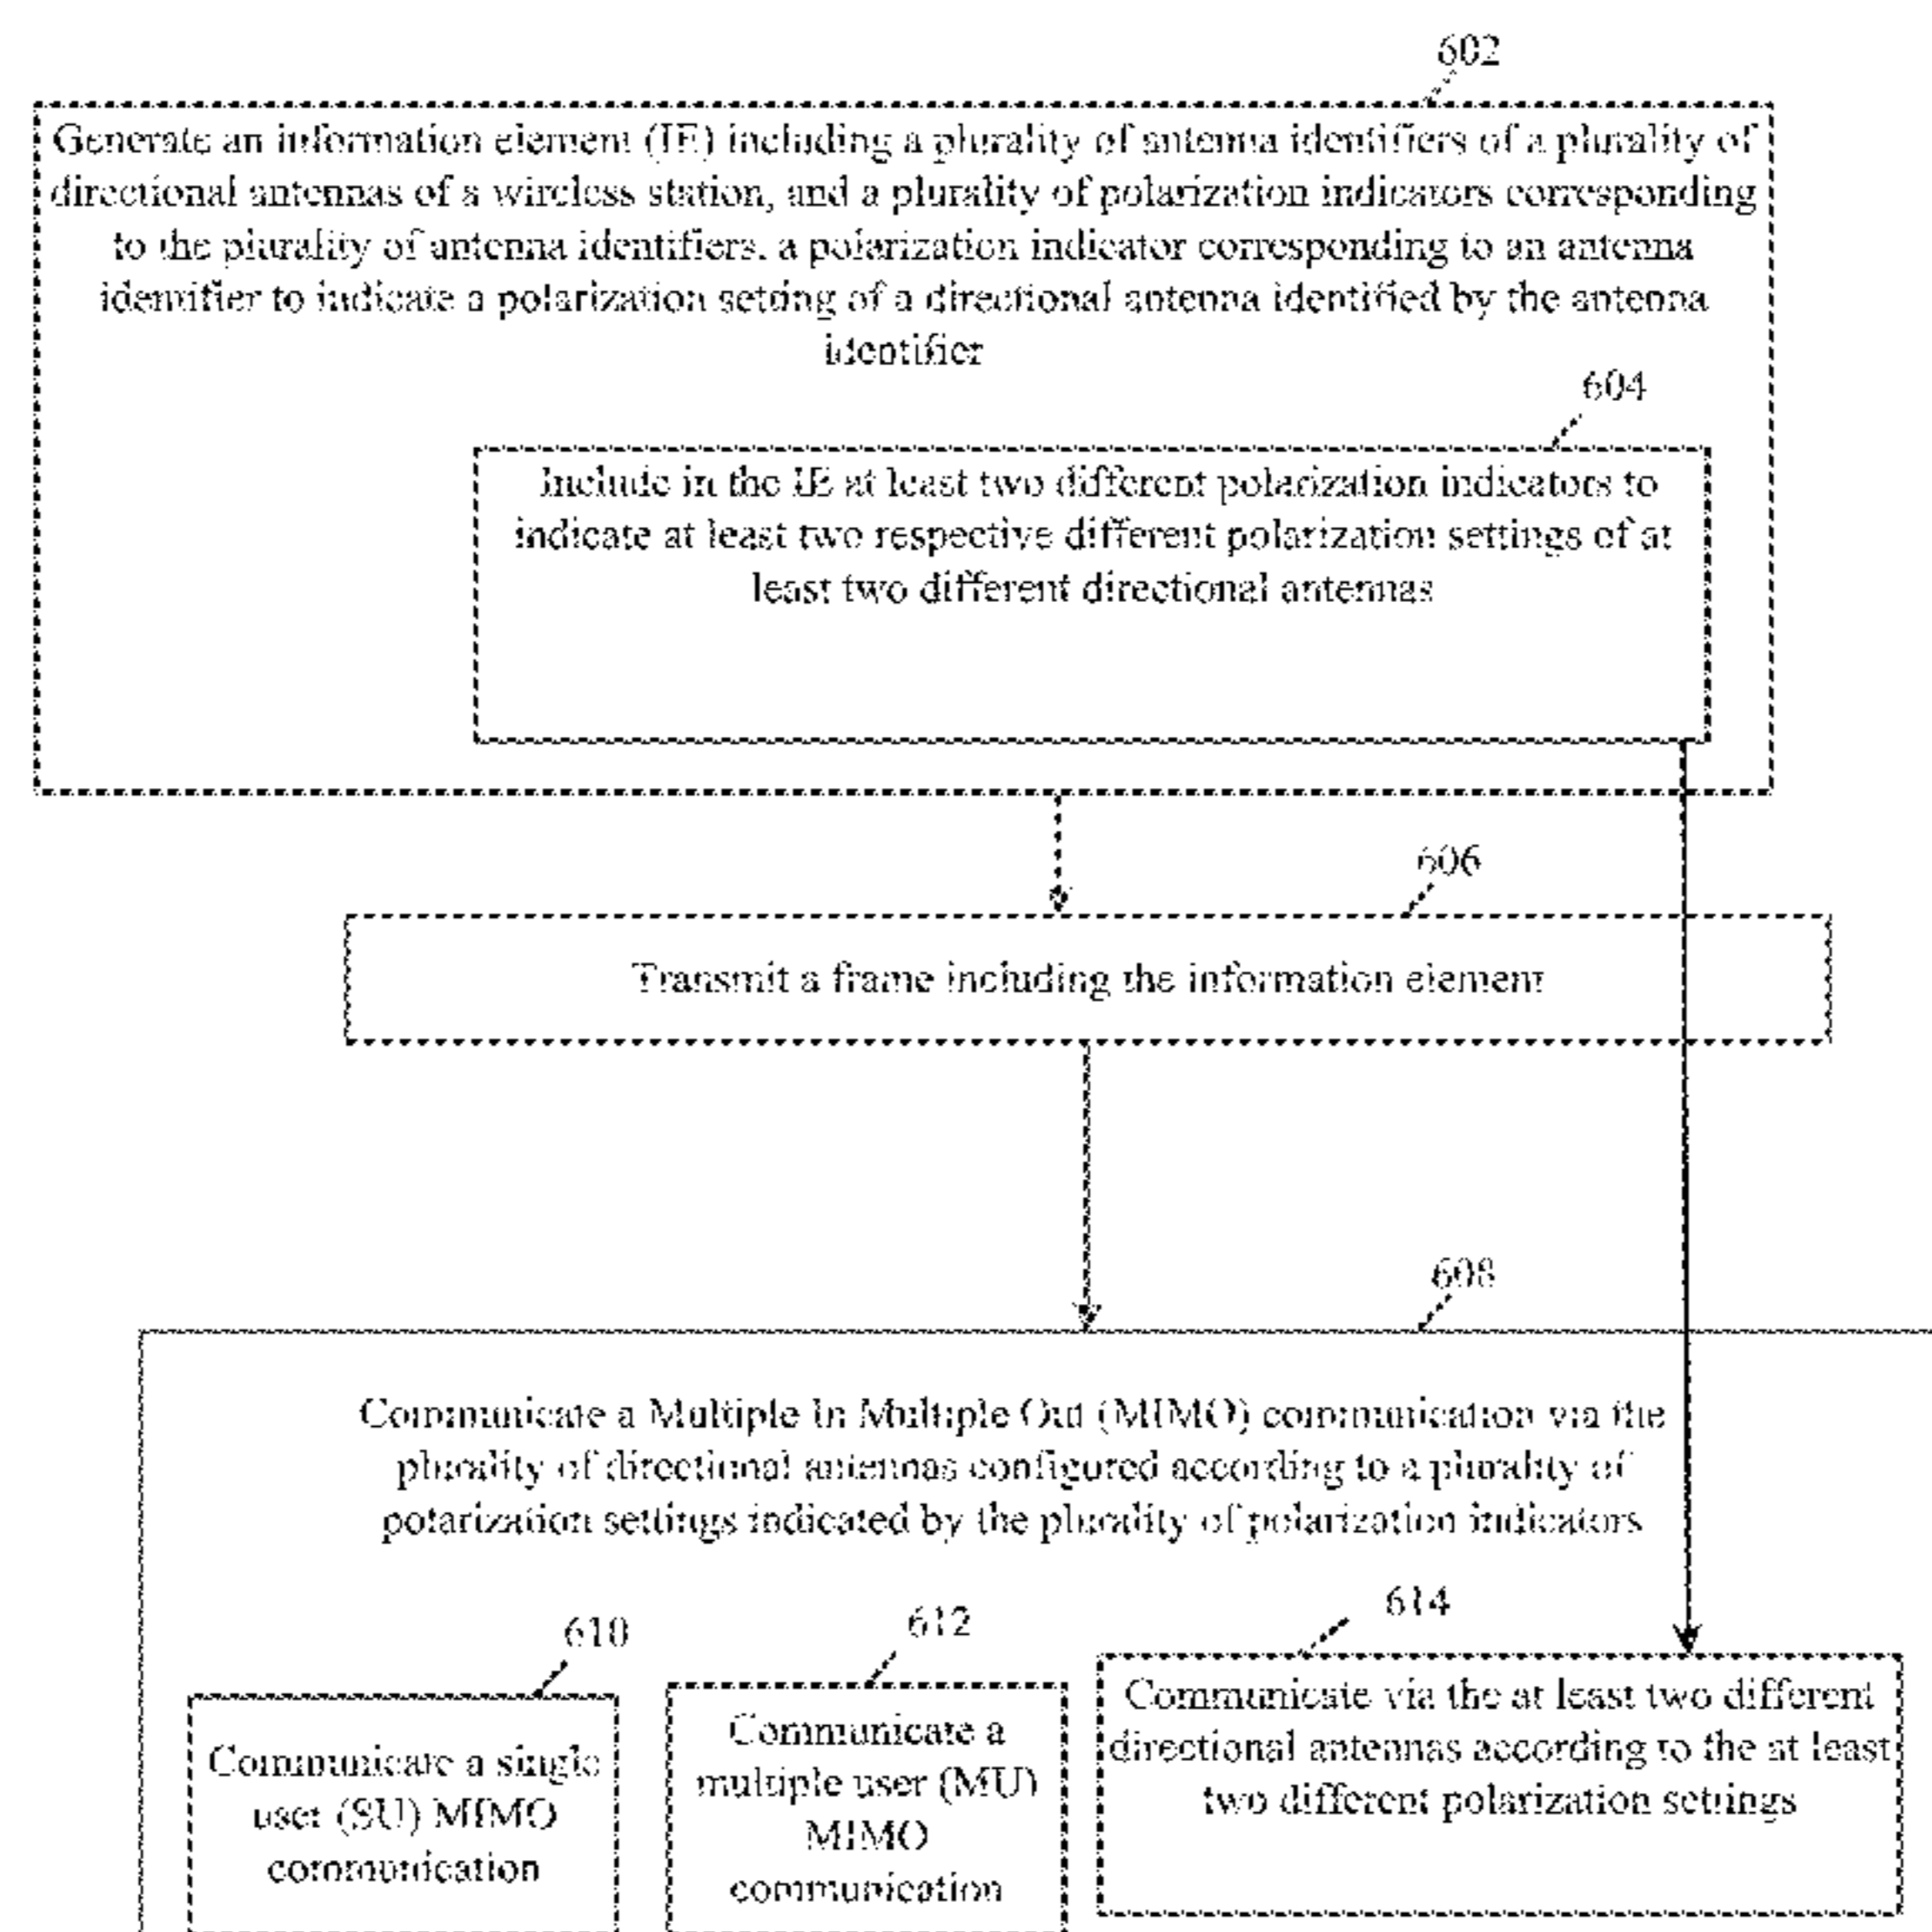 602
Generate an information element (IE) including a plurality of antenna identifiers of a plurality of
directional antennas of a wireless station, and a plurality of polarization indicators corresponding
to the plurality of antenna identifiers, a polarization indicator corresponding to an antenna
identifier to indicate a polarization setting of a directional antenna identified by the antenna
identifier
604
Include in the IE at least two different polarization indicators to
indicate at least two respective different polarization settings of at
least two different directional antennas
606
Transmit a frame including the information element
608
Communicate a Multiple In Multiple Out (MIMO) communication via the
plurality of directional antennas configured according to a plurality of
polarization settings indicated by the plurality of polarization indicators
610
Communicate a single
user (SU) MIMO
communication
612
Communicate a
multiple user (MU)
MIMO
communication
614
Communicate via the at least two different
directional antennas according to the at least
two different polarization settings